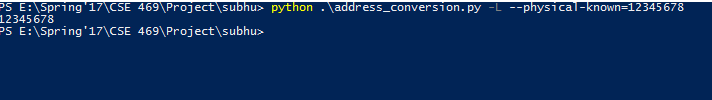 PS E:\Spring'17\CSE 469\Project\subhu> python .\address_conversion.py -L --physical-known=12345678
12345678
PS E:\Spring'17\CSE 469\Project\subhu>